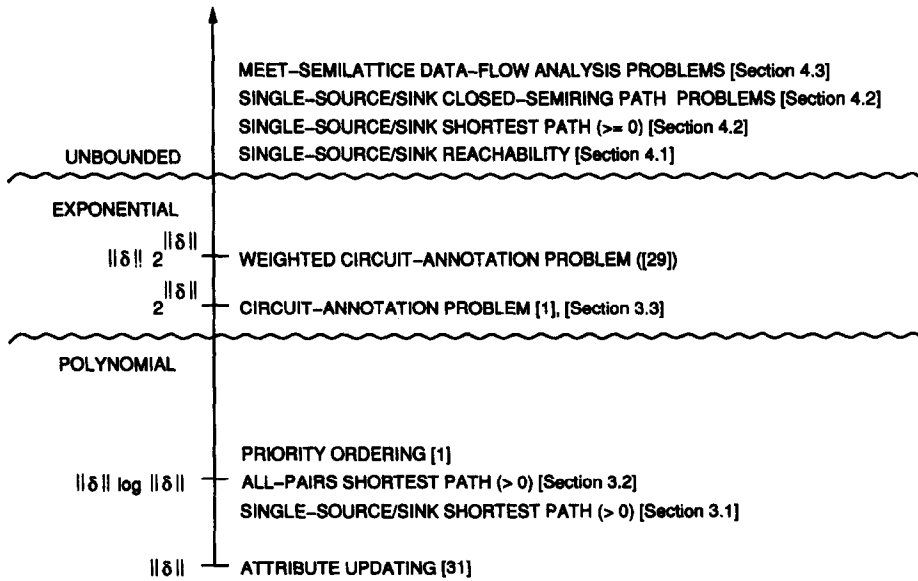 MEET–SEMILATTICE DATA–FLOW ANALYSIS PROBLEMS [Section 4.3]
SINGLE–SOURCE/SINK CLOSED–SEMIRING PATH PROBLEMS [Section 4.2]
SINGLE–SOURCE/SINK SHORTEST PATH (>= 0) [Section 4.2]
UNBOUNDED SINGLE–SOURCE/SINK REACHABILITY [Section 4.1]
EXPONENTIAL
||δ|| 2^||δ|| WEIGHTED CIRCUIT–ANNOTATION PROBLEM ([29])
2^||δ|| CIRCUIT–ANNOTATION PROBLEM [1], [Section 3.3]
POLYNOMIAL
PRIORITY ORDERING [1]
||δ|| log ||δ|| ALL–PAIRS SHORTEST PATH (> 0) [Section 3.2]
SINGLE–SOURCE/SINK SHORTEST PATH (> 0) [Section 3.1]
||δ|| ATTRIBUTE UPDATING [31]